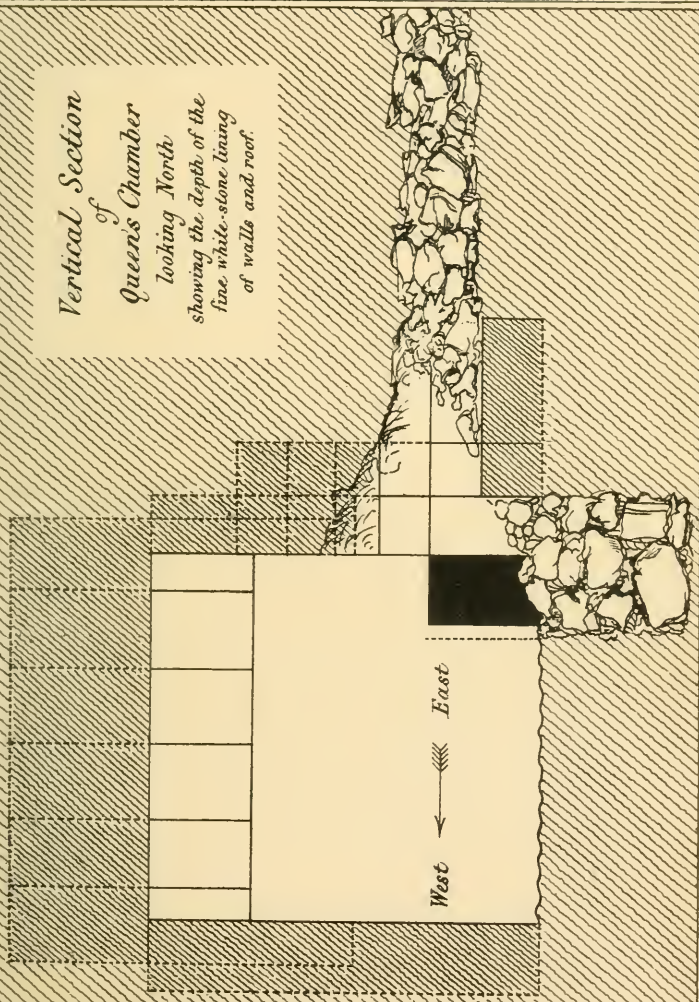 Vertical Section
of
Queen's Chamber
looking North
showing the depth of the
fine white-stone lining
of walls and roof.
West East